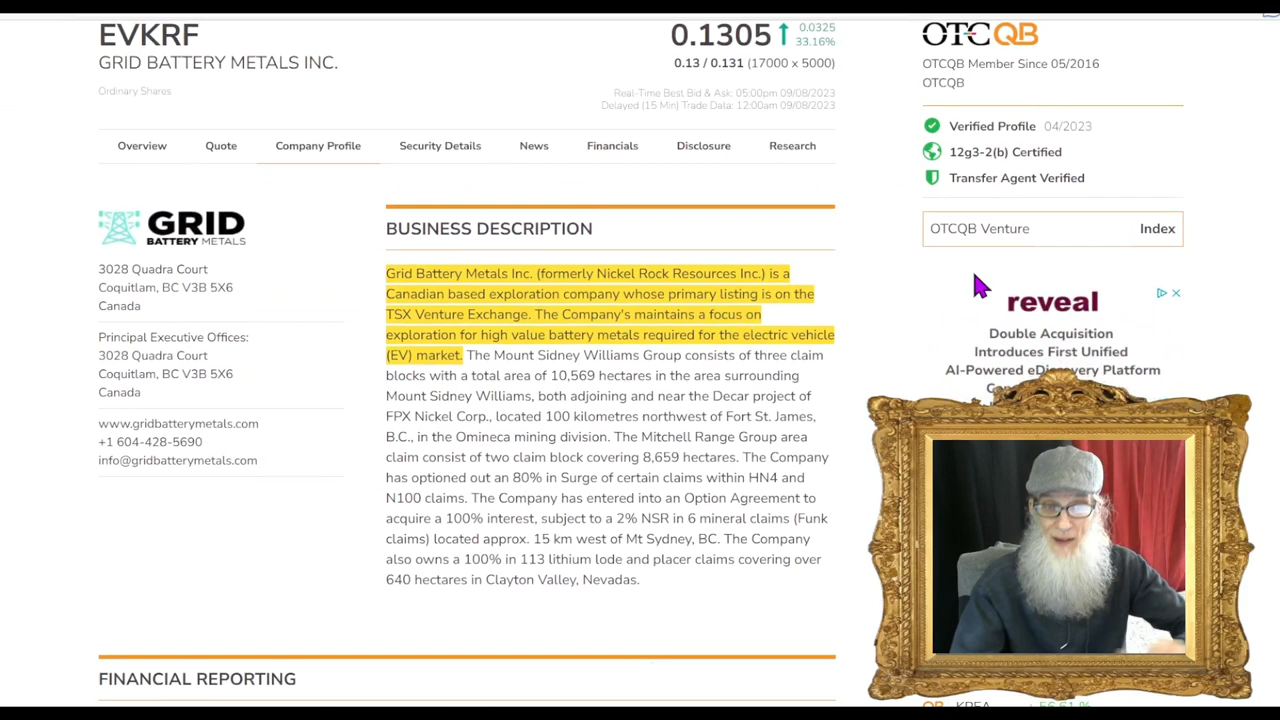 EVKRF
GRID BATTERY METALS INC.
Ordinary Shares
0.1305 0.0325
33.16%
0.13 / 0.131 (17000 x 5000)
Real-Time Best Bid & Ask: 05:00pm 09/08/2023
Delayed (15 Min) Trade Data: 12:00am 09/08/2023
OTCQB
OTCQB Member Since 05/2016
OTCQB
Verified Profile 04/2023
12g3-2(b) Certified
Transfer Agent Verified
OTCQB Venture Index
Overview Quote Company Profile Security Details News Financials Disclosure Research
GRID
BATTERY METALS
3028 Quadra Court
Coquitlam, BC V3B 5X6
Canada
Principal Executive Offices:
3028 Quadra Court
Coquitlam, BC V3B 5X6
Canada
www.gridbatterymetals.com
+1 604-428-5690
info@gridbatterymetals.com
BUSINESS DESCRIPTION
Grid Battery Metals Inc. (formerly Nickel Rock Resources Inc.) is a
Canadian based exploration company whose primary listing is on the
TSX Venture Exchange. The Company's maintains a focus on
exploration for high value battery metals required for the electric vehicle
(EV) market. The Mount Sidney Williams Group consists of three claim
blocks with a total area of 10,569 hectares in the area surrounding
Mount Sidney Williams, both adjoining and near the Decar project of
FPX Nickel Corp., located 100 kilometres northwest of Fort St. James,
B.C., in the Omineca mining division. The Mitchell Range Group area
claim consist of two claim block covering 8,659 hectares. The Company
has optioned out an 80% in Surge of certain claims within HN4 and
N100 claims. The Company has entered into an Option Agreement to
acquire a 100% interest, subject to a 2% NSR in 6 mineral claims (Funk
claims) located approx. 15 km west of Mt Sydney, BC. The Company
also owns a 100% in 113 lithium lode and placer claims covering over
640 hectares in Clayton Valley, Nevadas.
reveal
Double Acquisition
Introduces First Unified
AI-Powered eDiscovery Platform
FINANCIAL REPORTING